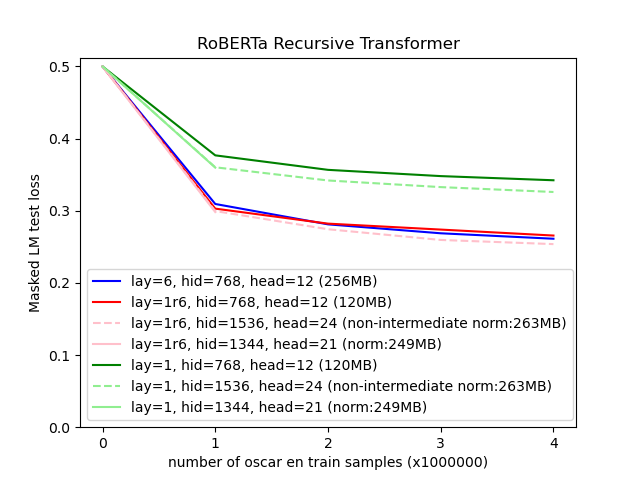 RoBERTa Recursive Transformer
0.5
0.4
0.3
0.2
0.1
0.0
Masked LM test loss
lay=6, hid=768, head=12 (256MB)
lay=1r6, hid=768, head=12 (120MB)
lay=1r6, hid=1536, head=24 (non-intermediate norm:263MB)
lay=1r6, hid=1344, head=21 (norm:249MB)
lay=1, hid=768, head=12 (120MB)
lay=1, hid=1536, head=24 (non-intermediate norm:263MB)
lay=1, hid=1344, head=21 (norm:249MB)
0 1 2 3 4
number of oscar en train samples (x1000000)